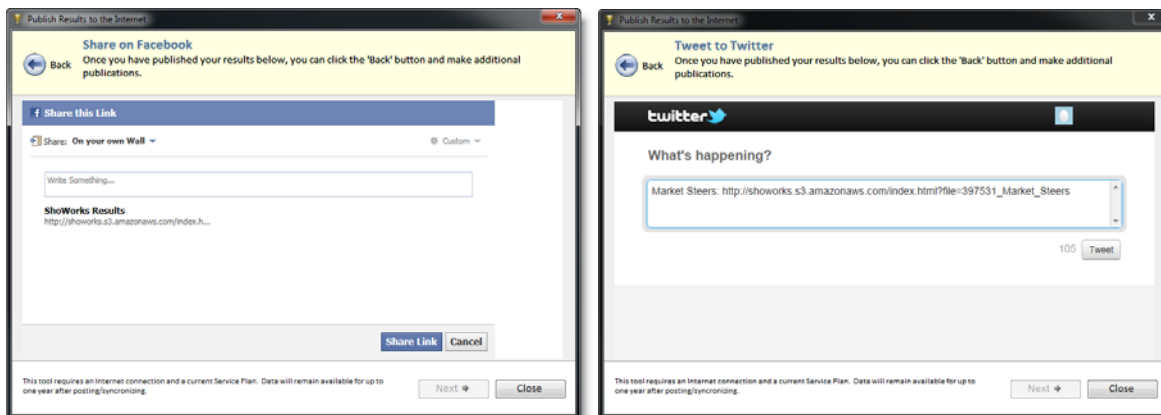 Publish Results to the Internet
Share on Facebook
Back
Once you have published your results below, you can click the 'Back' button and make additional
publications.
f Share this Link
Share: On your own Wall
Custom
Write Something...
ShoWorks Results
http://showorks.s3.amazonaws.com/index.h...
Share Link
Cancel
This tool requires an Internet connection and a current Service Plan. Data will remain available for up to
one year after posting/syncronizing.
Next
Close
Publish Results to the Internet
Tweet to Twitter
Back
Once you have published your results below, you can click the 'Back' button and make additional
publications.
twitter
What's happening?
Market Steers: http://showorks.s3.amazonaws.com/index.html?file=397531_Market_Steers
105
Tweet
This tool requires an Internet connection and a current Service Plan. Data will remain available for up to
one year after posting/syncronizing.
Next
Close